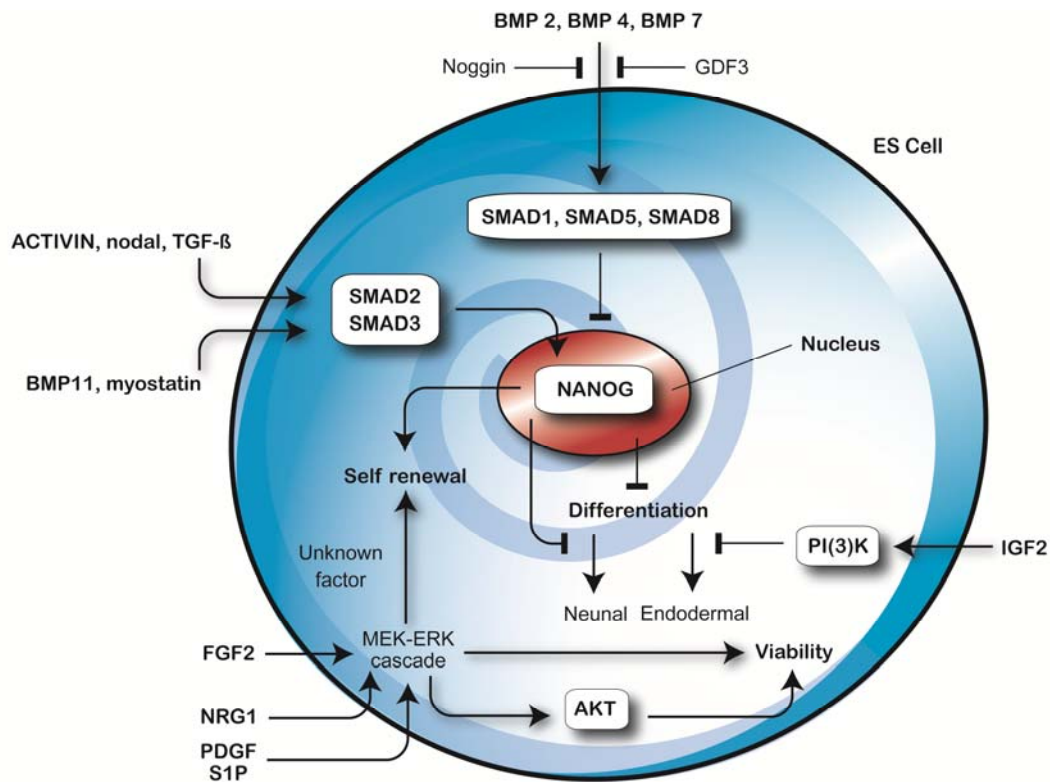 BMP 2, BMP 4, BMP 7
Noggin
GDF3
ES Cell
SMAD1, SMAD5, SMAD8
ACTIVIN, nodal, TGF-ß
SMAD2
SMAD3
Nucleus
BMP11, myostatin
NANOG
Self renewal
Differentiation
Unknown
factor
PI(3)K
IGF2
Neunal
Endodermal
MEK-ERK
cascade
FGF2
Viability
NRG1
AKT
PDGF
S1P